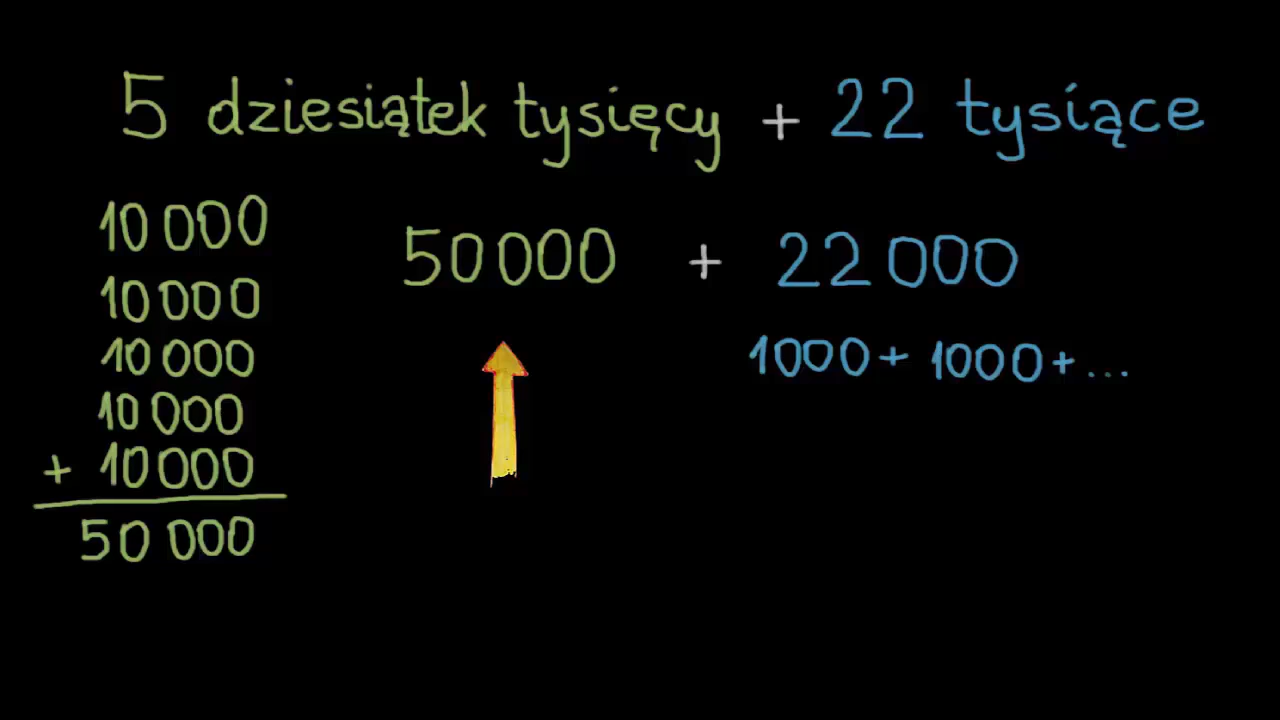 5 dziesiątek tysięcy + 22 tysiące
50 000 + 22 000
1000 + 1000 + ...
10 000
10 000
10 000
10 000
+ 10 000
50 000